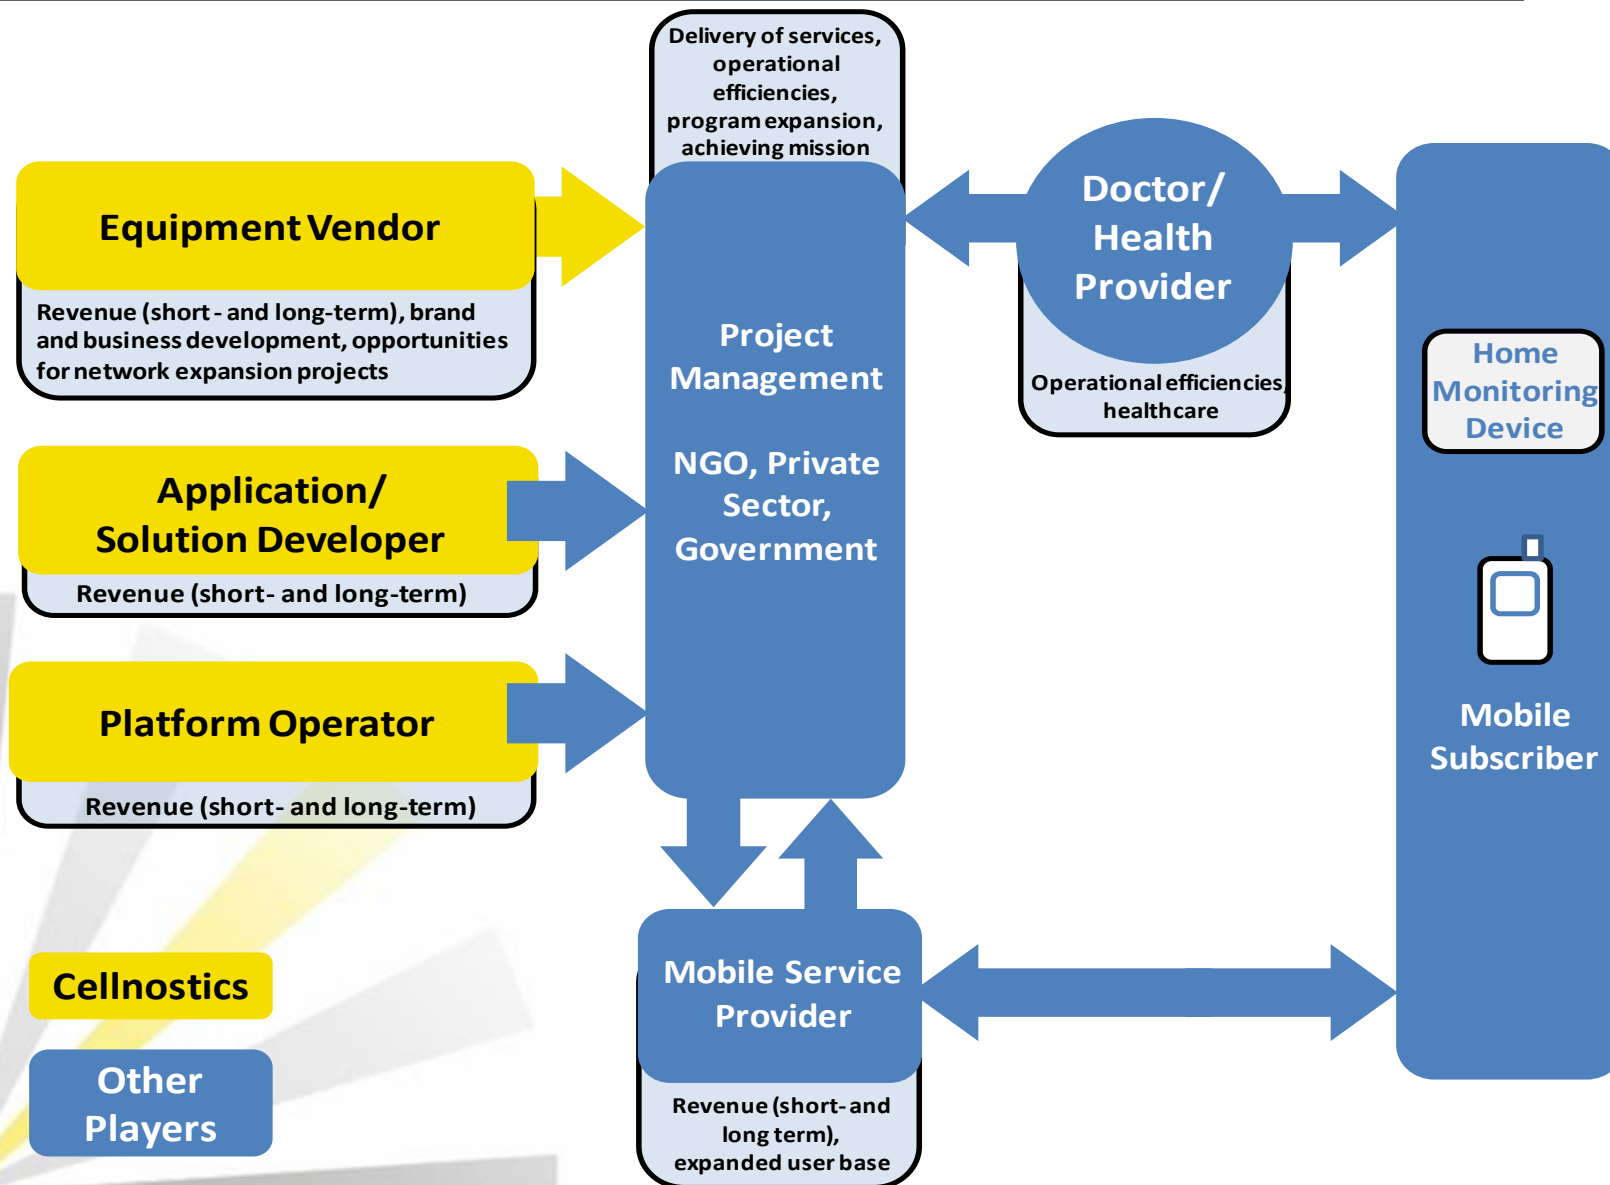 Delivery of services,
operational
efficiencies,
program expansion,
achieving mission
Equipment Vendor
Revenue (short- and long-term), brand
and business development, opportunities
for network expansion projects
Application/
Solution Developer
Revenue (short- and long-term)
Platform Operator
Revenue (short- and long-term)
Project
Management
NGO, Private
Sector,
Government
Doctor/
Health
Provider
Operational efficiencies,
healthcare
Home
Monitoring
Device
Mobile
Subscriber
Mobile Service
Provider
Revenue (short- and
long term),
expanded user base
Cellnostics
Other
Players